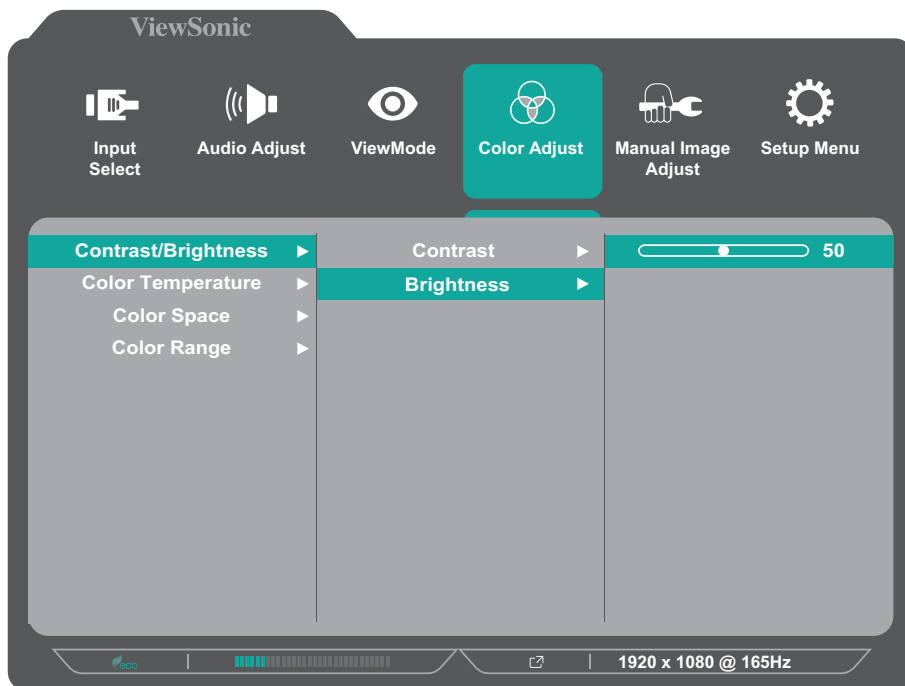 ViewSonic
Input
Select
Audio Adjust
ViewMode
Color Adjust
Manual Image
Adjust
Setup Menu
Contrast/Brightness
Color Temperature
Color Space
Color Range
Contrast
Brightness
50
eco
1920 x 1080 @ 165Hz